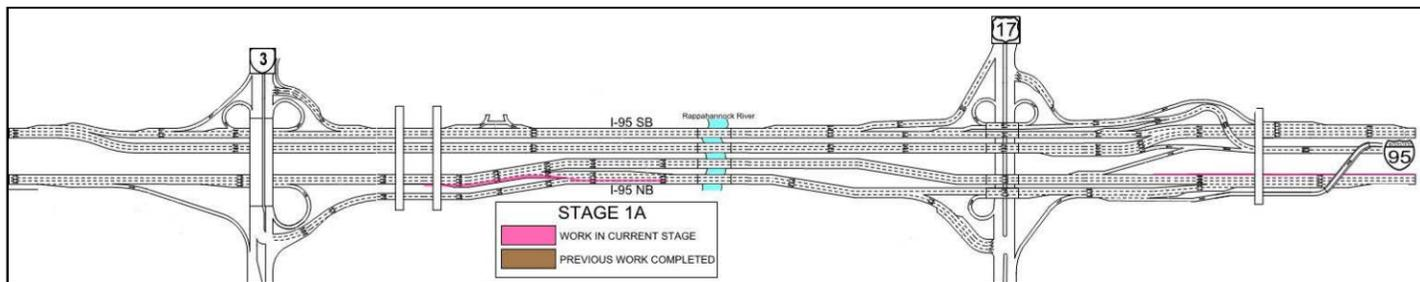 17
3
Rappahannock River
I-95 SB
95
I-95 NB
STAGE 1A
WORK IN CURRENT STAGE
PREVIOUS WORK COMPLETED